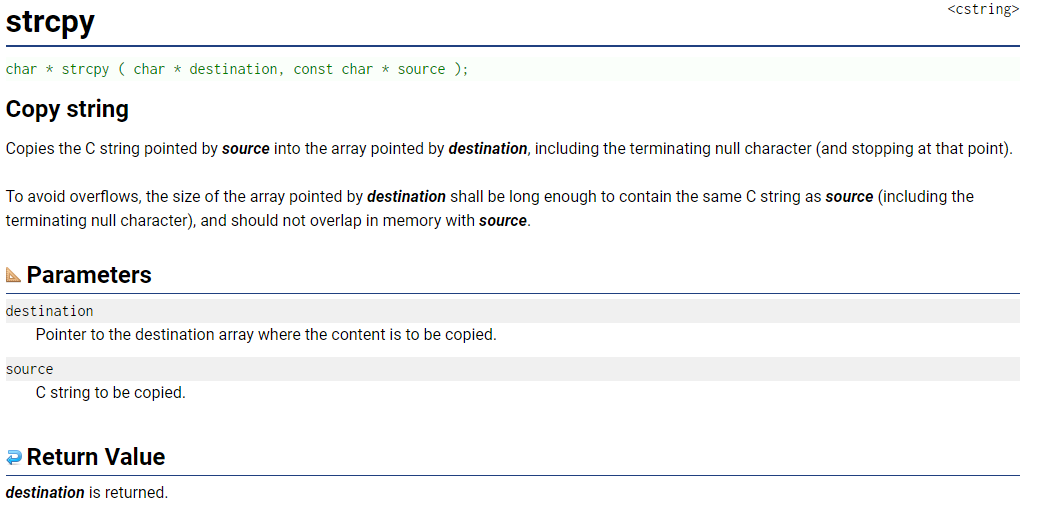 strcpy
<cstring>
char * strcpy ( char * destination, const char * source );
Copy string
Copies the C string pointed by source into the array pointed by destination, including the terminating null character (and stopping at that point).
To avoid overflows, the size of the array pointed by destination shall be long enough to contain the same C string as source (including the
terminating null character), and should not overlap in memory with source.
Parameters
destination
Pointer to the destination array where the content is to be copied.
source
C string to be copied.
Return Value
destination is returned.